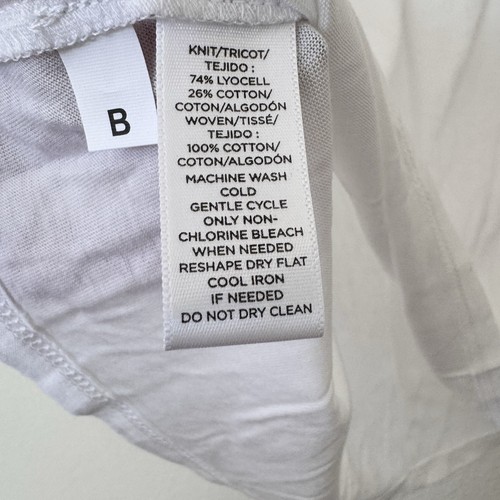 KNIT/TRICOT/
TEJIDO :
74% LYOCELL
26% COTTON/
COTON/ALGODÓN
WOVEN/TISSÉ/
TEJIDO :
100% COTTON/
COTON/ALGODÓN
MACHINE WASH
COLD
GENTLE CYCLE
ONLY NON-
CHLORINE BLEACH
WHEN NEEDED
RESHAPE DRY FLAT
COOL IRON
IF NEEDED
DO NOT DRY CLEAN
B